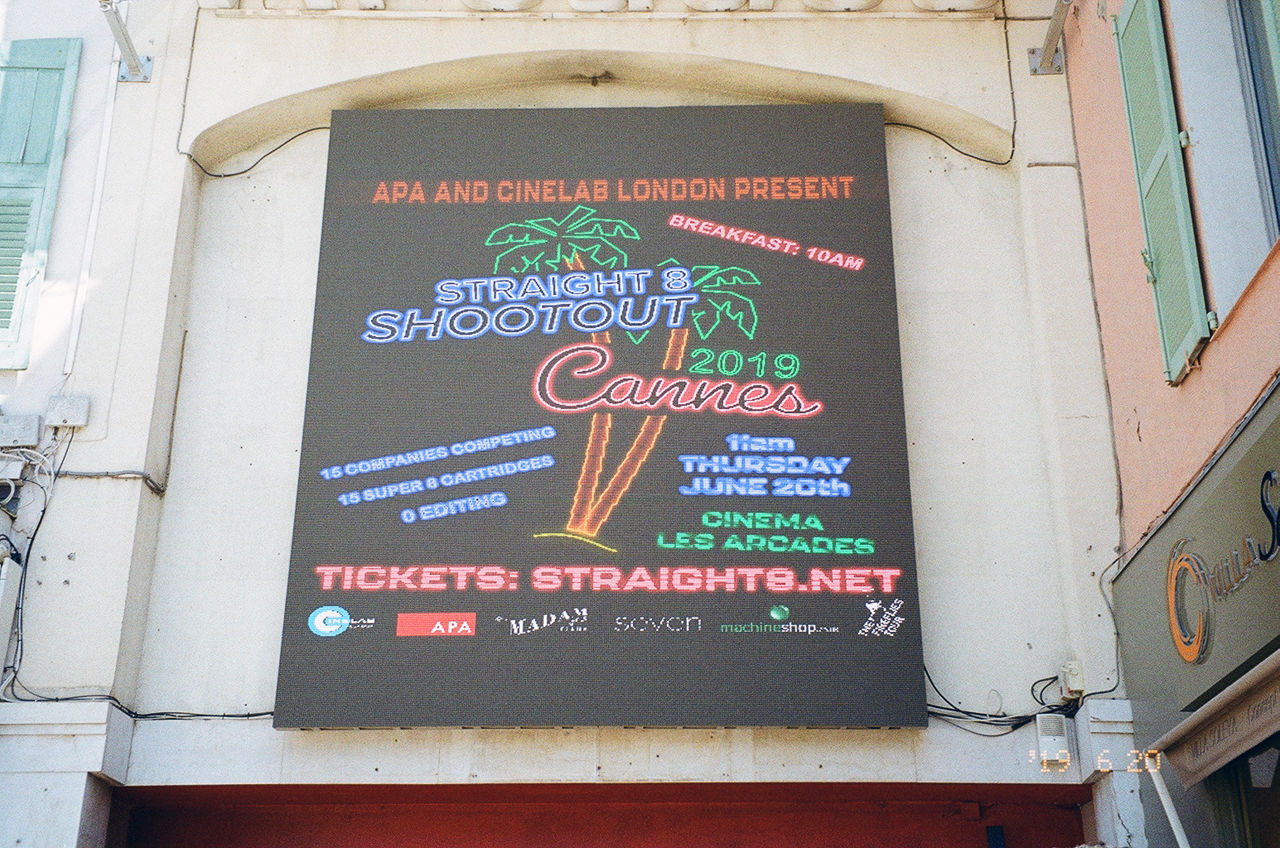 APA AND CINELAB LONDON PRESENT
BREAKFAST: 10AM
STRAIGHT 8
SHOOTOUT
2019
Cannes
15 COMPANIES COMPETING
15 SUPER 8 CARTRIDGES
0 EDITING
11am
THURSDAY
JUNE 20th
CINEMA
LES ARCADES
TICKETS: STRAIGHT8.NET
CINELAB
APA
MADAM
seven
machineshop.co.uk
THE FIREFLIES TOUR
'19 6 20